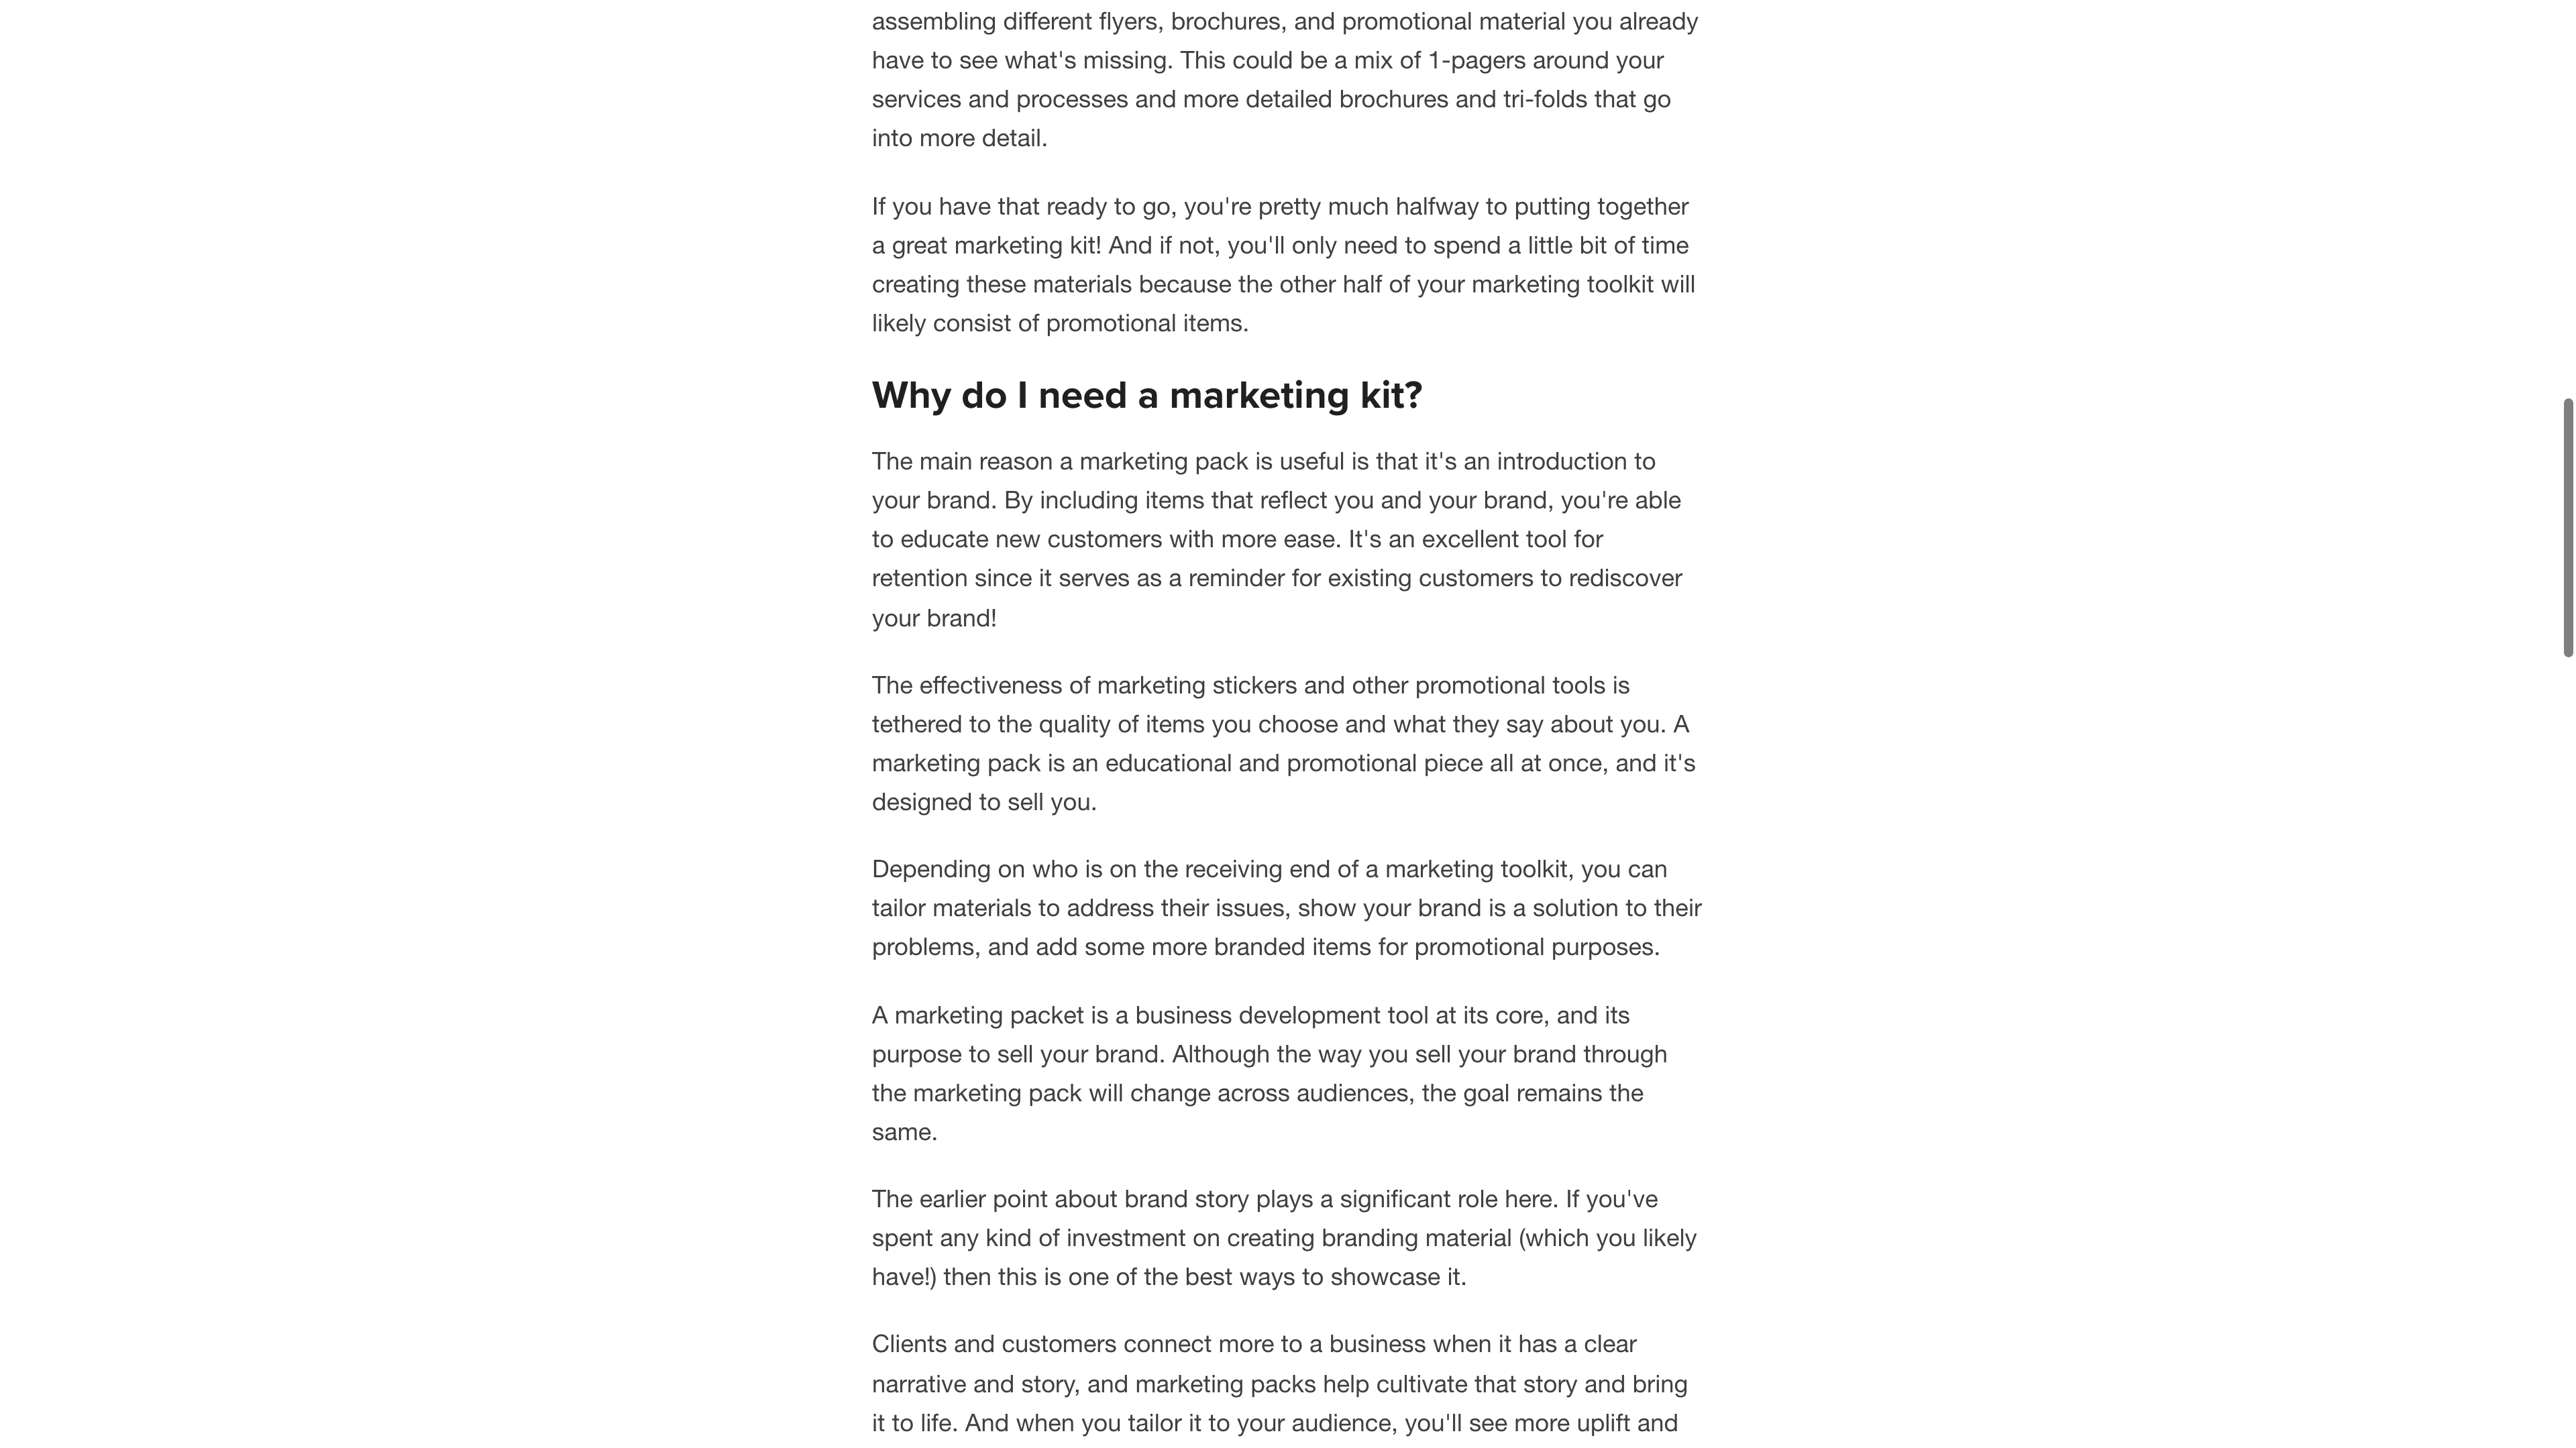 assembling different flyers, brochures, and promotional material you already
have to see what's missing. This could be a mix of 1-pagers around your
services and processes and more detailed brochures and tri-folds that go
into more detail.
If you have that ready to go, you're pretty much halfway to putting together
a great marketing kit! And if not, you'll only need to spend a little bit of time
creating these materials because the other half of your marketing toolkit will
likely consist of promotional items.
Why do I need a marketing kit?
The main reason a marketing pack is useful is that it's an introduction to
your brand. By including items that reflect you and your brand, you're able
to educate new customers with more ease. It's an excellent tool for
retention since it serves as a reminder for existing customers to rediscover
your brand!
The effectiveness of marketing stickers and other promotional tools is
tethered to the quality of items you choose and what they say about you. A
marketing pack is an educational and promotional piece all at once, and it's
designed to sell you.
Depending on who is on the receiving end of a marketing toolkit, you can
tailor materials to address their issues, show your brand is a solution to their
problems, and add some more branded items for promotional purposes.
A marketing packet is a business development tool at its core, and its
purpose to sell your brand. Although the way you sell your brand through
the marketing pack will change across audiences, the goal remains the
same.
The earlier point about brand story plays a significant role here. If you've
spent any kind of investment on creating branding material (which you likely
have!) then this is one of the best ways to showcase it.
Clients and customers connect more to a business when it has a clear
narrative and story, and marketing packs help cultivate that story and bring
it to life. And when you tailor it to your audience, you'll see more uplift and